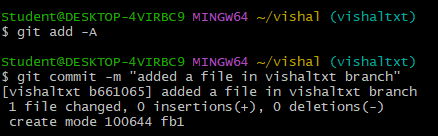 Student@DESKTOP-4VIRBC9 MINGW64 ~/vishal (vishaltxt)
$ git add -A
Student@DESKTOP-4VIRBC9 MINGW64 ~/vishal (vishaltxt)
$ git commit -m "added a file in vishaltxt branch"
[vishaltxt b661065] added a file in vishaltxt branch
 1 file changed, 0 insertions(+), 0 deletions(-)
 create mode 100644 fb1